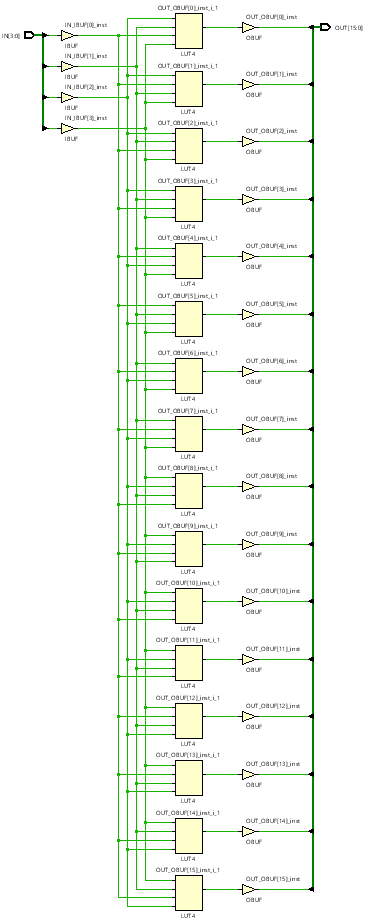 OUT_OBUF[0]_inst_i_1
IN_IBUF[0]_inst
OUT_OBUF[0]_inst
IN[3:0]
OUT[15:0]
IBUF
OBUF
LUT4
IN_IBUF[1]_inst
OUT_OBUF[1]_inst_i_1
OUT_OBUF[1]_inst
IBUF
OBUF
IN_IBUF[2]_inst
LUT4
IBUF
IN_IBUF[3]_inst
OUT_OBUF[2]_inst_i_1
OUT_OBUF[2]_inst
IBUF
OBUF
LUT4
OUT_OBUF[3]_inst_i_1
OUT_OBUF[3]_inst
OBUF
LUT4
OUT_OBUF[4]_inst_i_1
OUT_OBUF[4]_inst
OBUF
LUT4
OUT_OBUF[5]_inst_i_1
OUT_OBUF[5]_inst
OBUF
LUT4
OUT_OBUF[6]_inst_i_1
OUT_OBUF[6]_inst
OBUF
LUT4
OUT_OBUF[7]_inst_i_1
OUT_OBUF[7]_inst
OBUF
LUT4
OUT_OBUF[8]_inst_i_1
OUT_OBUF[8]_inst
OBUF
LUT4
OUT_OBUF[9]_inst_i_1
OUT_OBUF[9]_inst
OBUF
LUT4
OUT_OBUF[10]_inst_i_1
OUT_OBUF[10]_inst
OBUF
LUT4
OUT_OBUF[11]_inst_i_1
OUT_OBUF[11]_inst
OBUF
LUT4
OUT_OBUF[12]_inst_i_1
OUT_OBUF[12]_inst
OBUF
LUT4
OUT_OBUF[13]_inst_i_1
OUT_OBUF[13]_inst
OBUF
LUT4
OUT_OBUF[14]_inst_i_1
OUT_OBUF[14]_inst
OBUF
LUT4
OUT_OBUF[15]_inst_i_1
OUT_OBUF[15]_inst
OBUF
LUT4